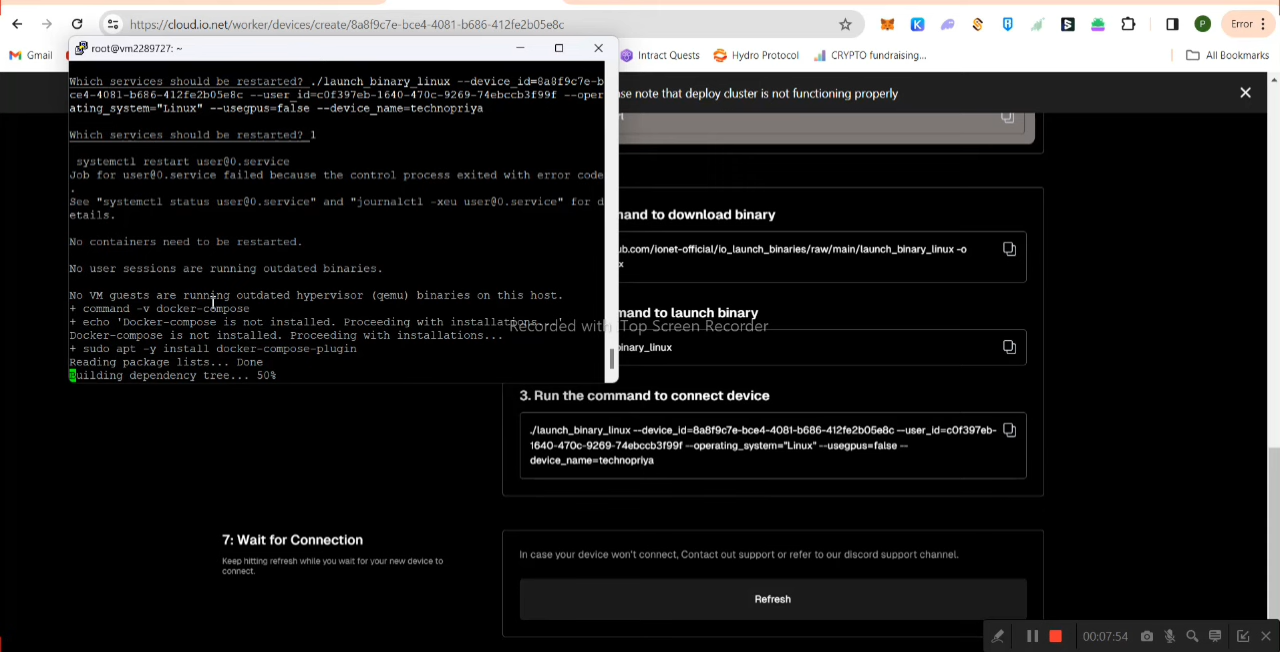 https://cloud.io.net/worker/devices/create/8a8f9c7e-bce4-4081-b686-412fe2b05e8c
Error
Gmail
Intract Quests
Hydro Protocol
CRYPTO fundraising...
All Bookmarks
root@vm2289727: ~
Which services should be restarted? ./launch_binary_linux --device_id=8a8f9c7e-b
ce4-4081-b686-412fe2b05e8c --user_id=c0f397eb-1640-470c-9269-74ebccb3f99f --oper
ating_system="Linux" --usegpus=false --device_name=technopriya
Which services should be restarted? 1
systemctl restart user@0.service
Job for user@0.service failed because the control process exited with error code
.
See "systemctl status user@0.service" and "journalctl -xeu user@0.service" for d
etails.
No containers need to be restarted.
No user sessions are running outdated binaries.
No VM guests are running outdated hypervisor (qemu) binaries on this host.
+ command -v docker-compose
+ echo 'Docker-compose is not installed. Proceeding with installations...'
Docker-compose is not installed. Proceeding with installations...
+ sudo apt -y install docker-compose-plugin
Reading package lists... Done
Building dependency tree... 50%
se note that deploy cluster is not functioning properly
mand to download binary
ub.com/ionet-official/io_launch_binaries/raw/main/launch_binary_linux -o
x
mand to launch binary
Recorded with iTop Screen Recorder
binary_linux
3. Run the command to connect device
./launch_binary_linux --device_id=8a8f9c7e-bce4-4081-b686-412fe2b05e8c --user_id=c0f397eb-
1640-470c-9269-74ebccb3f99f --operating_system="Linux" --usegpus=false --
device_name=technopriya
7: Wait for Connection
Keep hitting refresh while you wait for your new device to
connect.
In case your device won't connect, Contact out support or refer to our discord support channel.
Refresh
00:07:54